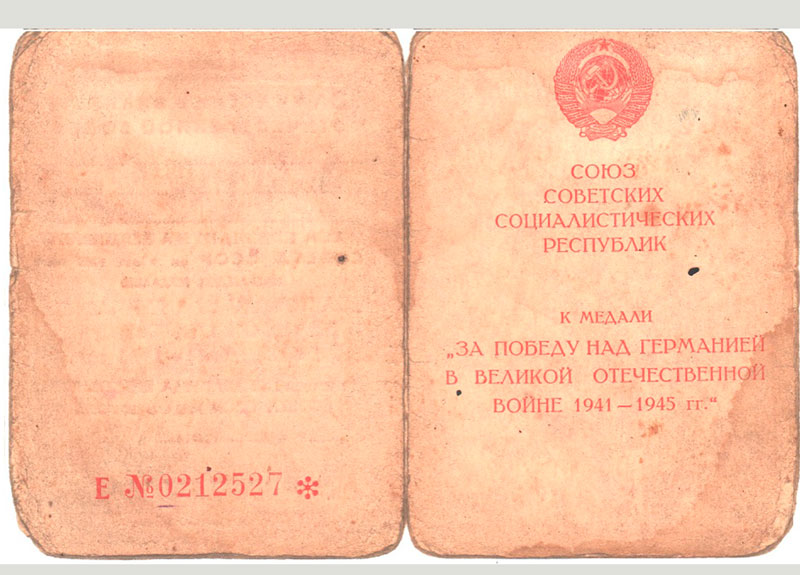 Е №0212527 *
СОЮЗ
СОВЕТСКИХ
СОЦИАЛИСТИЧЕСКИХ
РЕСПУБЛИК
К МЕДАЛИ
„ЗА ПОБЕДУ НАД ГЕРМАНИЕЙ
В ВЕЛИКОЙ ОТЕЧЕСТВЕННОЙ
ВОЙНЕ 1941—1945 гг.“